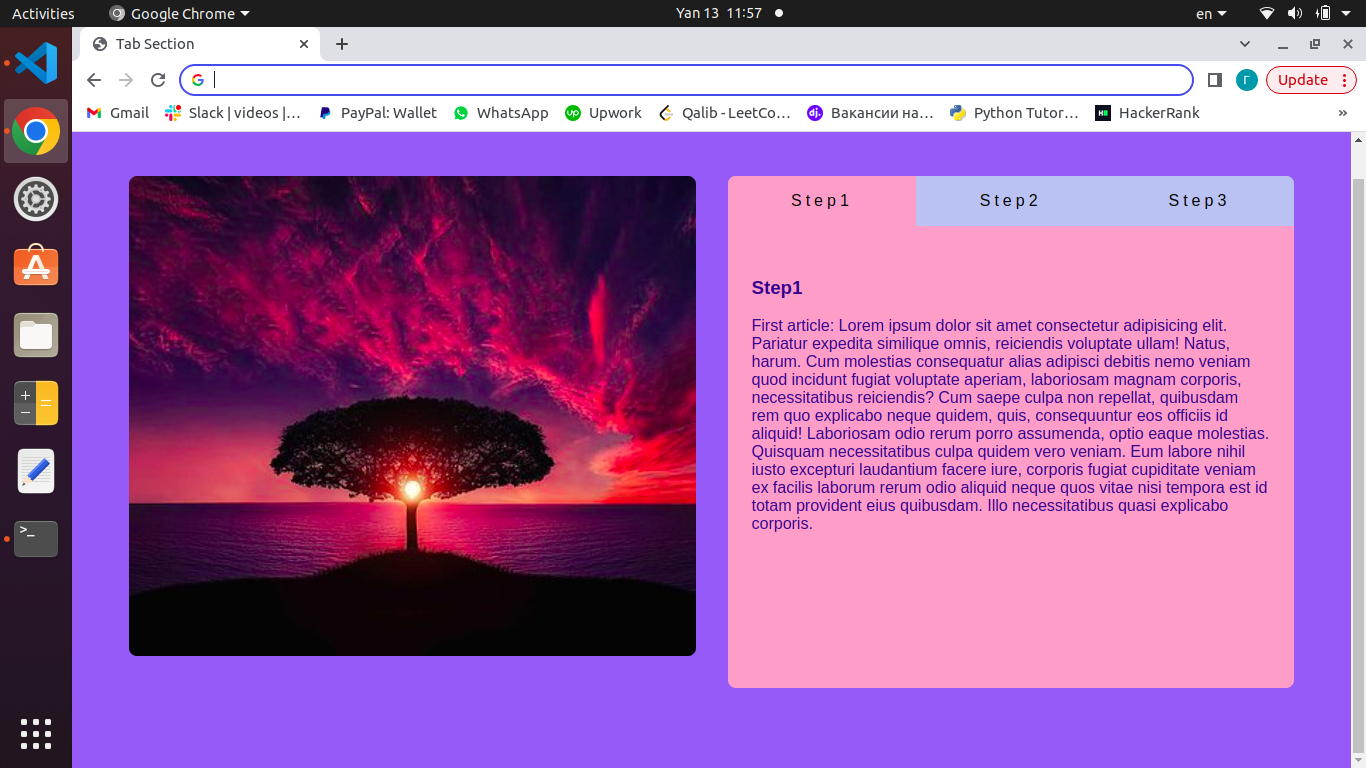 Activities Google Chrome Yan 13 11:57 en
Tab Section
Update
Gmail Slack | videos |… PayPal: Wallet WhatsApp Upwork Qalib - LeetCo… Вакансии на… Python Tutor… HackerRank »
Step1 Step2 Step3
Step1
First article: Lorem ipsum dolor sit amet consectetur adipisicing elit.
Pariatur expedita similique omnis, reiciendis voluptate ullam! Natus,
harum. Cum molestias consequatur alias adipisci debitis nemo veniam
quod incidunt fugiat voluptate aperiam, laboriosam magnam corporis,
necessitatibus reiciendis? Cum saepe culpa non repellat, quibusdam
rem quo explicabo neque quidem, quis, consequuntur eos officiis id
aliquid! Laboriosam odio rerum porro assumenda, optio eaque molestias.
Quisquam necessitatibus culpa quidem vero veniam. Eum labore nihil
iusto excepturi laudantium facere iure, corporis fugiat cupiditate veniam
ex facilis laborum rerum odio aliquid neque quos vitae nisi tempora est id
totam provident eius quibusdam. Illo necessitatibus quasi explicabo
corporis.